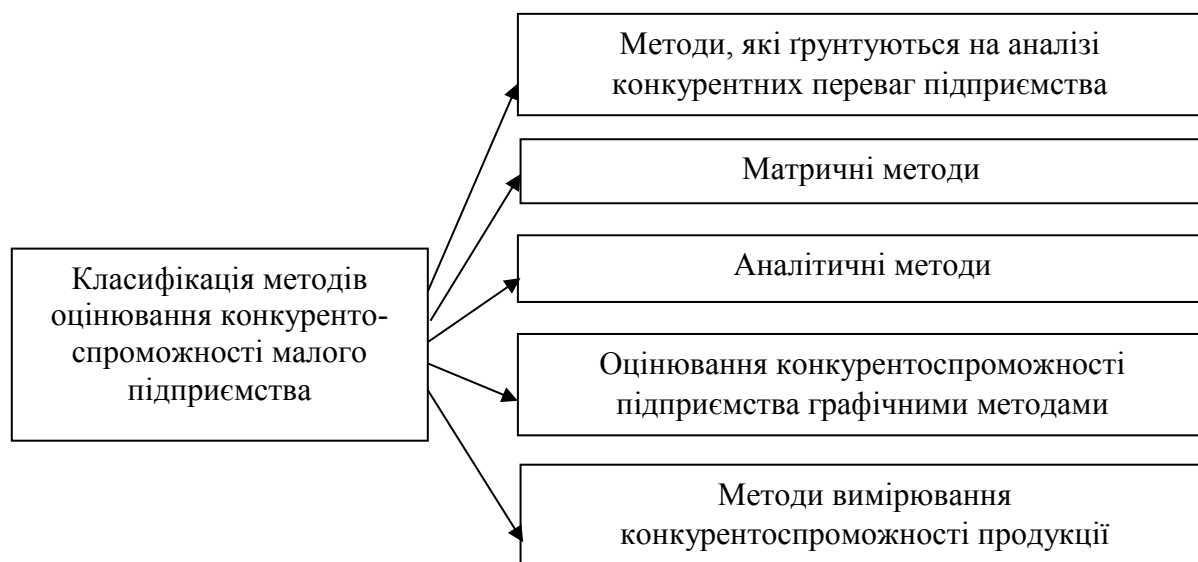 Методи, які ґрунтуються на аналізі
конкурентних переваг підприємства
Матричні методи
Класифікація методів
оцінювання конкуренто-
спроможності малого
підприємства
Аналітичні методи
Оцінювання конкурентоспроможності
підприємства графічними методами
Методи вимірювання
конкурентоспроможності продукції